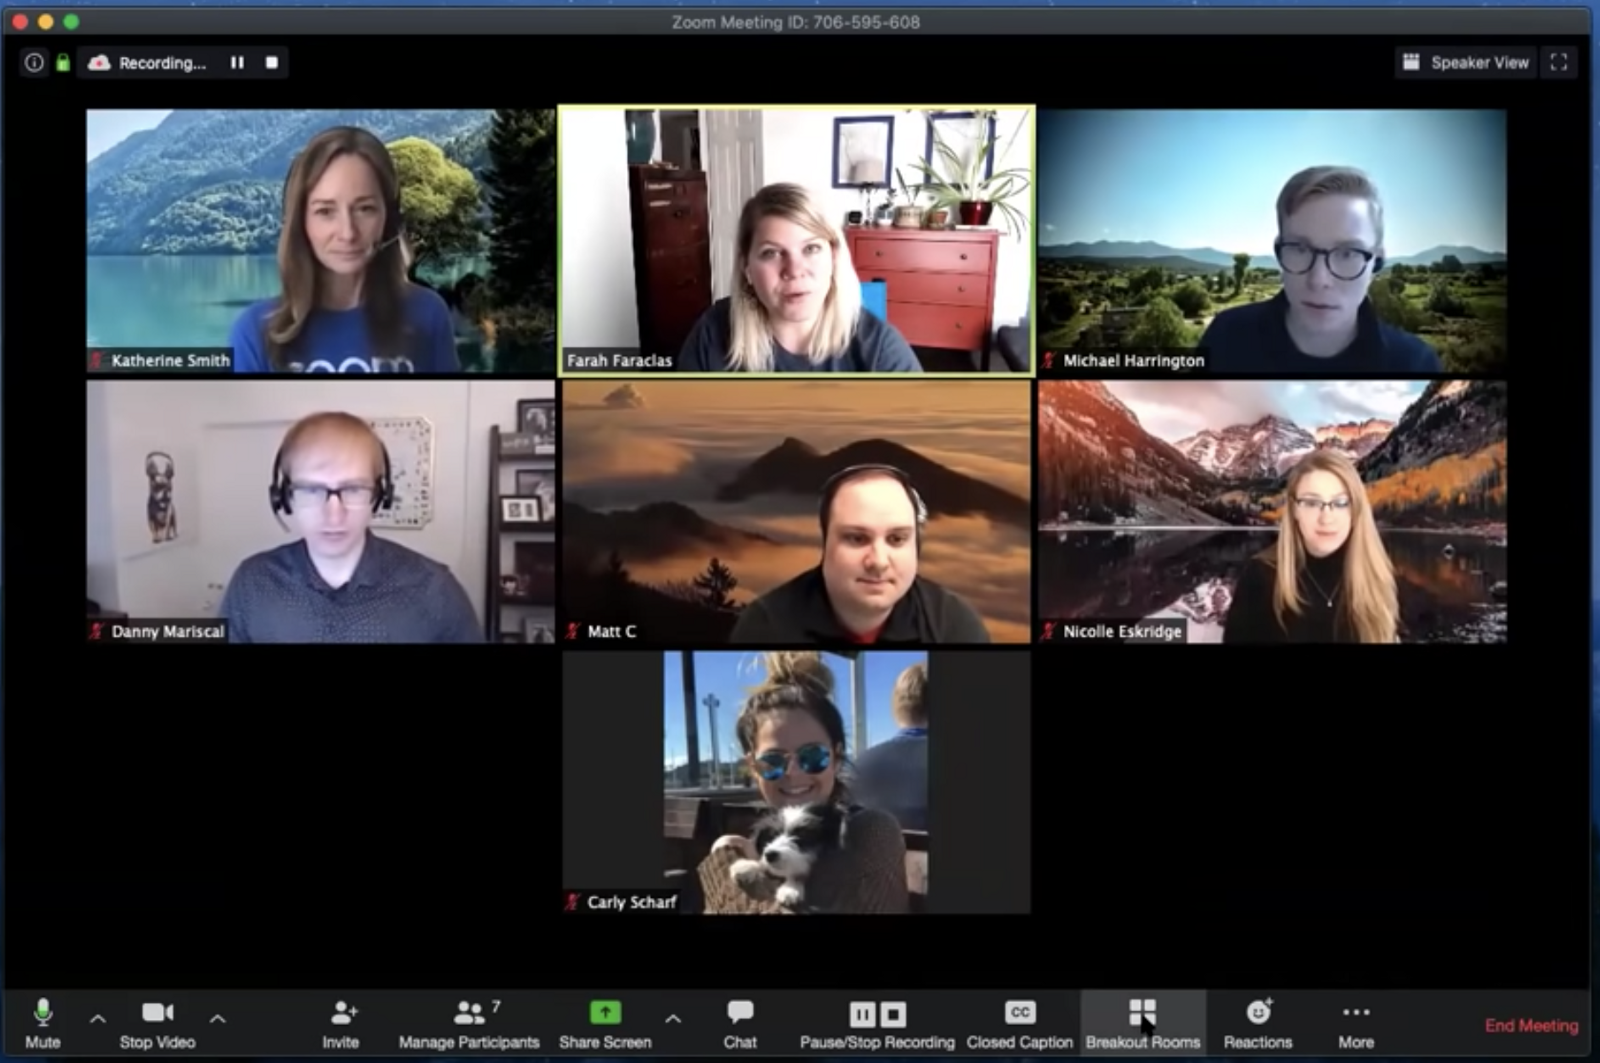 Zoom Meeting ID: 706-595-608
Recording...
Speaker View
Katherine Smith
Farah Faraclas
Michael Harrington
Danny Mariscal
Matt C
Nicolle Eskridge
Carly Scharf
Mute
Stop Video
Invite
7
Manage Participants
Share Screen
Chat
Pause/Stop Recording
CC
Closed Caption
Breakout Rooms
Reactions
More
End Meeting